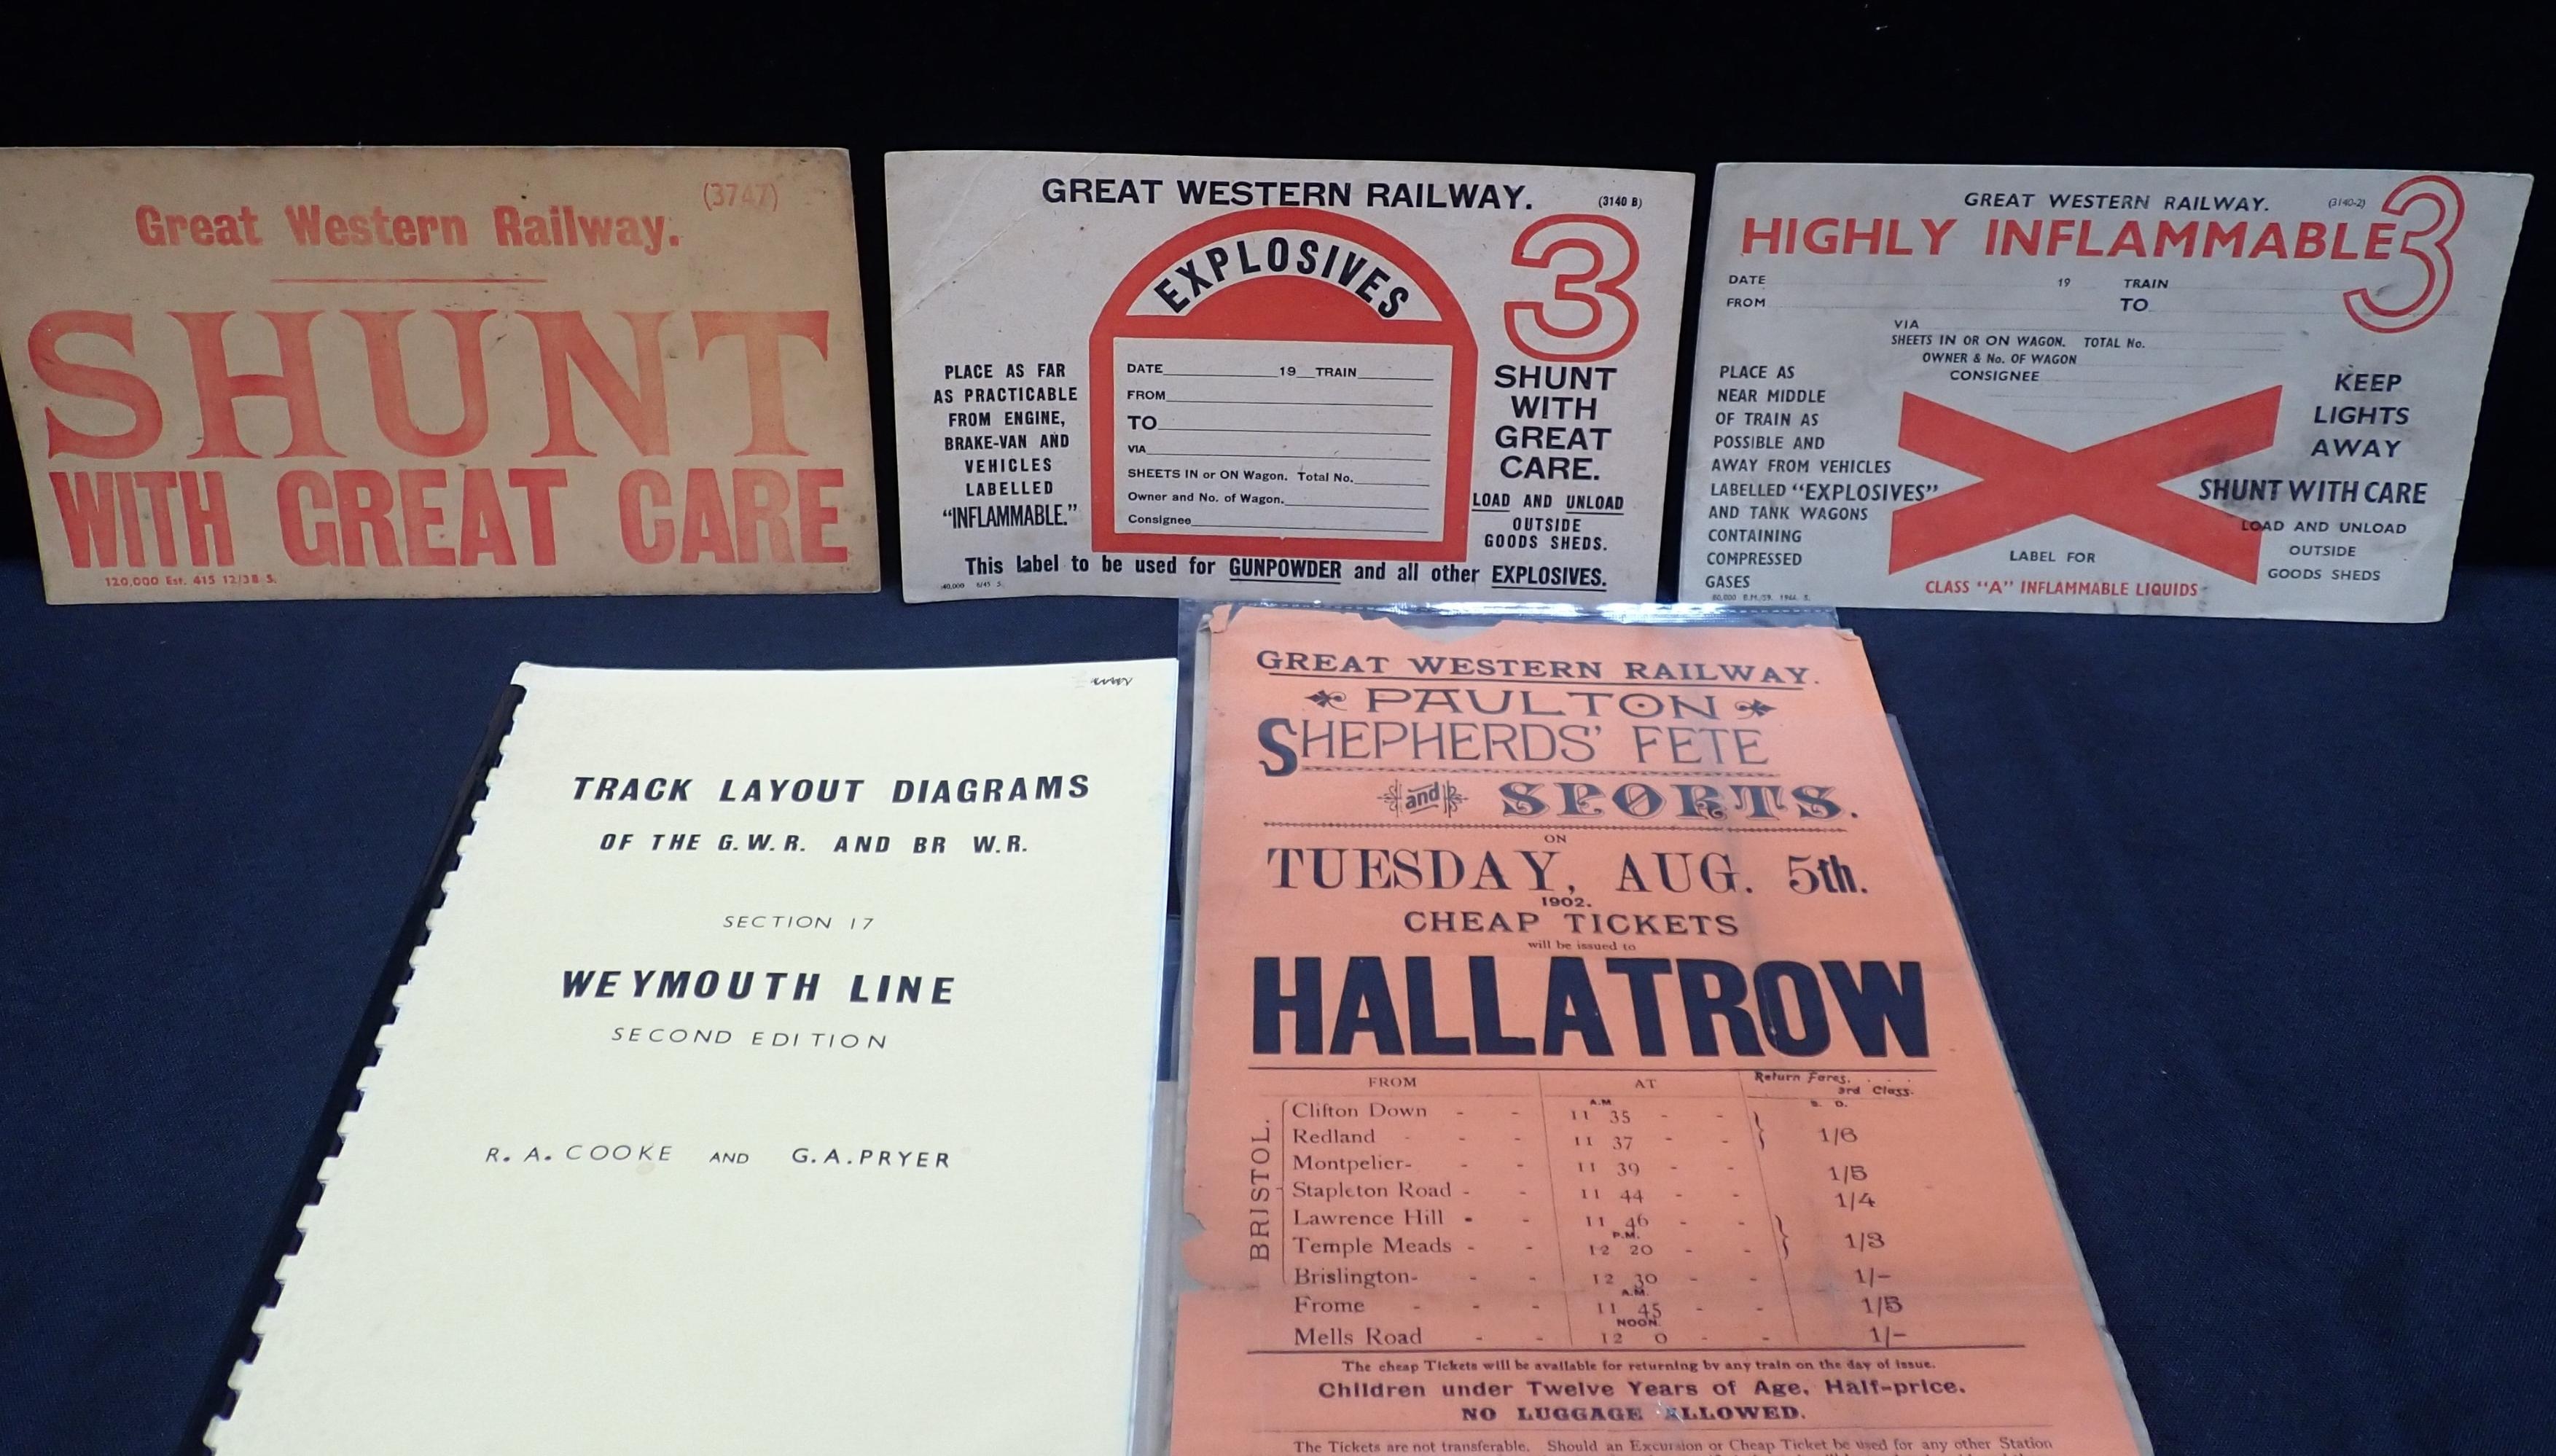 (3747)
Great Western Railway.
SHUNT
WITH GREAT CARE
120,000 Est. 415 12/38 S.
GREAT WESTERN RAILWAY.
(3140 B)
EXPLOSIVES
3
PLACE AS FAR
AS PRACTICABLE
FROM ENGINE,
BRAKE-VAN AND
VEHICLES
LABELLED
"INFLAMMABLE."
DATE 19 TRAIN
FROM
TO
VIA
SHEETS IN or ON Wagon. Total No.
Owner and No. of Wagon.
Consignee
SHUNT
WITH
GREAT
CARE.
LOAD AND UNLOAD
OUTSIDE
GOODS SHEDS.
This label to be used for GUNPOWDER and all other EXPLOSIVES.
GREAT WESTERN RAILWAY.
(3140-2)
HIGHLY INFLAMMABLE
3
DATE 19 TRAIN
FROM TO
VIA
SHEETS IN OR ON WAGON. TOTAL No.
OWNER & No. OF WAGON
CONSIGNEE
PLACE AS
NEAR MIDDLE
OF TRAIN AS
POSSIBLE AND
AWAY FROM VEHICLES
LABELLED "EXPLOSIVES"
AND TANK WAGONS
CONTAINING
COMPRESSED
GASES
KEEP
LIGHTS
AWAY
SHUNT WITH CARE
LOAD AND UNLOAD
OUTSIDE
GOODS SHEDS
LABEL FOR
CLASS "A" INFLAMMABLE LIQUIDS
TRACK LAYOUT DIAGRAMS
OF THE G.W.R. AND BR W.R.
SECTION 17
WEYMOUTH LINE
SECOND EDITION
R. A. COOKE AND G.A. PRYER
GREAT WESTERN RAILWAY.
PAULTON
SHEPHERDS' FETE
and SPORTS.
ON
TUESDAY, AUG. 5th.
1902.
CHEAP TICKETS
will be issued to
HALLATROW
FROM AT Return Fares. 3rd Class.
BRISTOL.
A.M. S. D.
Clifton Down - - 11 35 - -
Redland - - - 11 37 - - 1/6
Montpelier- - - 11 39 - - 1/5
Stapleton Road - - 11 44 - - 1/4
Lawrence Hill - - 11 46 - -
P.M.
Temple Meads - - 12 20 - - 1/3
Brislington- - - 12 30 - - 1/-
A.M.
Frome - - - 11 45 - - 1/5
NOON.
Mells Road - - 12 0 - - 1/-
The cheap Tickets will be available for returning by any train on the day of issue.
Children under Twelve Years of Age, Half-price.
NO LUGGAGE ALLOWED.
The Tickets are not transferable. Should an Excursion or Cheap Ticket be used for any other Station